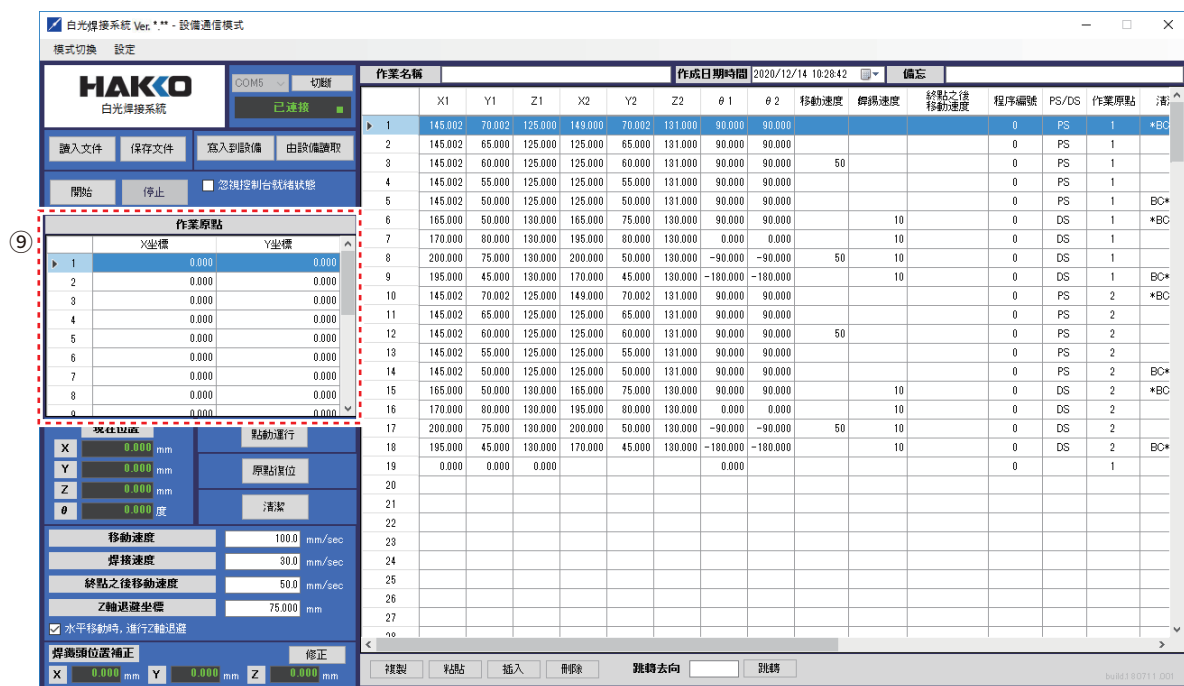 白光焊接系統 Ver. *.** - 設備通信模式
模式切換 設定
HAKKO
白光焊接系統
COM5 切斷
已連接
讀入文件 保存文件 寫入到設備 由設備讀取
開始 停止 忽視控制台就緒狀態
⑨
作業原點
X坐標 Y坐標
1 0.000 0.000
2 0.000 0.000
3 0.000 0.000
4 0.000 0.000
5 0.000 0.000
6 0.000 0.000
7 0.000 0.000
8 0.000 0.000
9 0.000 0.000
現在位置
X 0.000 mm
Y 0.000 mm
Z 0.000 mm
θ 0.000 度
點動運行
原點復位
清潔
移動速度 100.0 mm/sec
焊接速度 30.0 mm/sec
終點之後移動速度 50.0 mm/sec
Z軸退避坐標 75.000 mm
水平移動時, 進行Z軸退避
焊鐵頭位置補正 修正
X 0.000 mm Y 0.000 mm Z 0.000 mm
作業名稱 作成日期時間 2020/12/14 10:28:42 備忘
X1 Y1 Z1 X2 Y2 Z2 θ1 θ2 移動速度 焊錫速度 終點之後移動速度 程序編號 PS/DS 作業原點 清
1 145.002 70.002 125.000 149.000 70.002 131.000 90.000 90.000 0 PS 1 *BC
2 145.002 65.000 125.000 125.000 65.000 131.000 90.000 90.000 0 PS 1
3 145.002 60.000 125.000 125.000 60.000 131.000 90.000 90.000 50 0 PS 1
4 145.002 55.000 125.000 125.000 55.000 131.000 90.000 90.000 0 PS 1
5 145.002 50.000 125.000 125.000 50.000 131.000 90.000 90.000 0 PS 1 BC*
6 165.000 50.000 130.000 165.000 75.000 130.000 90.000 90.000 10 0 DS 1 *BC
7 170.000 80.000 130.000 195.000 80.000 130.000 0.000 0.000 10 0 DS 1
8 200.000 75.000 130.000 200.000 50.000 130.000 -90.000 -90.000 50 10 0 DS 1
9 195.000 45.000 130.000 170.000 45.000 130.000 -180.000 -180.000 10 0 DS 1 BC*
10 145.002 70.002 125.000 149.000 70.002 131.000 90.000 90.000 0 PS 2 *BC
11 145.002 65.000 125.000 125.000 65.000 131.000 90.000 90.000 0 PS 2
12 145.002 60.000 125.000 125.000 60.000 131.000 90.000 90.000 50 0 PS 2
13 145.002 55.000 125.000 125.000 55.000 131.000 90.000 90.000 0 PS 2
14 145.002 50.000 125.000 125.000 50.000 131.000 90.000 90.000 0 PS 2 BC*
15 165.000 50.000 130.000 165.000 75.000 130.000 90.000 90.000 10 0 DS 2 *BC
16 170.000 80.000 130.000 195.000 80.000 130.000 0.000 0.000 10 0 DS 2
17 200.000 75.000 130.000 200.000 50.000 130.000 -90.000 -90.000 50 10 0 DS 2
18 195.000 45.000 130.000 170.000 45.000 130.000 -180.000 -180.000 10 0 DS 2 BC*
19 0.000 0.000 0.000 0.000 0 1
20
21
22
23
24
25
26
27
28
複製 粘貼 插入 刪除 跳轉去向 跳轉
build180711.001